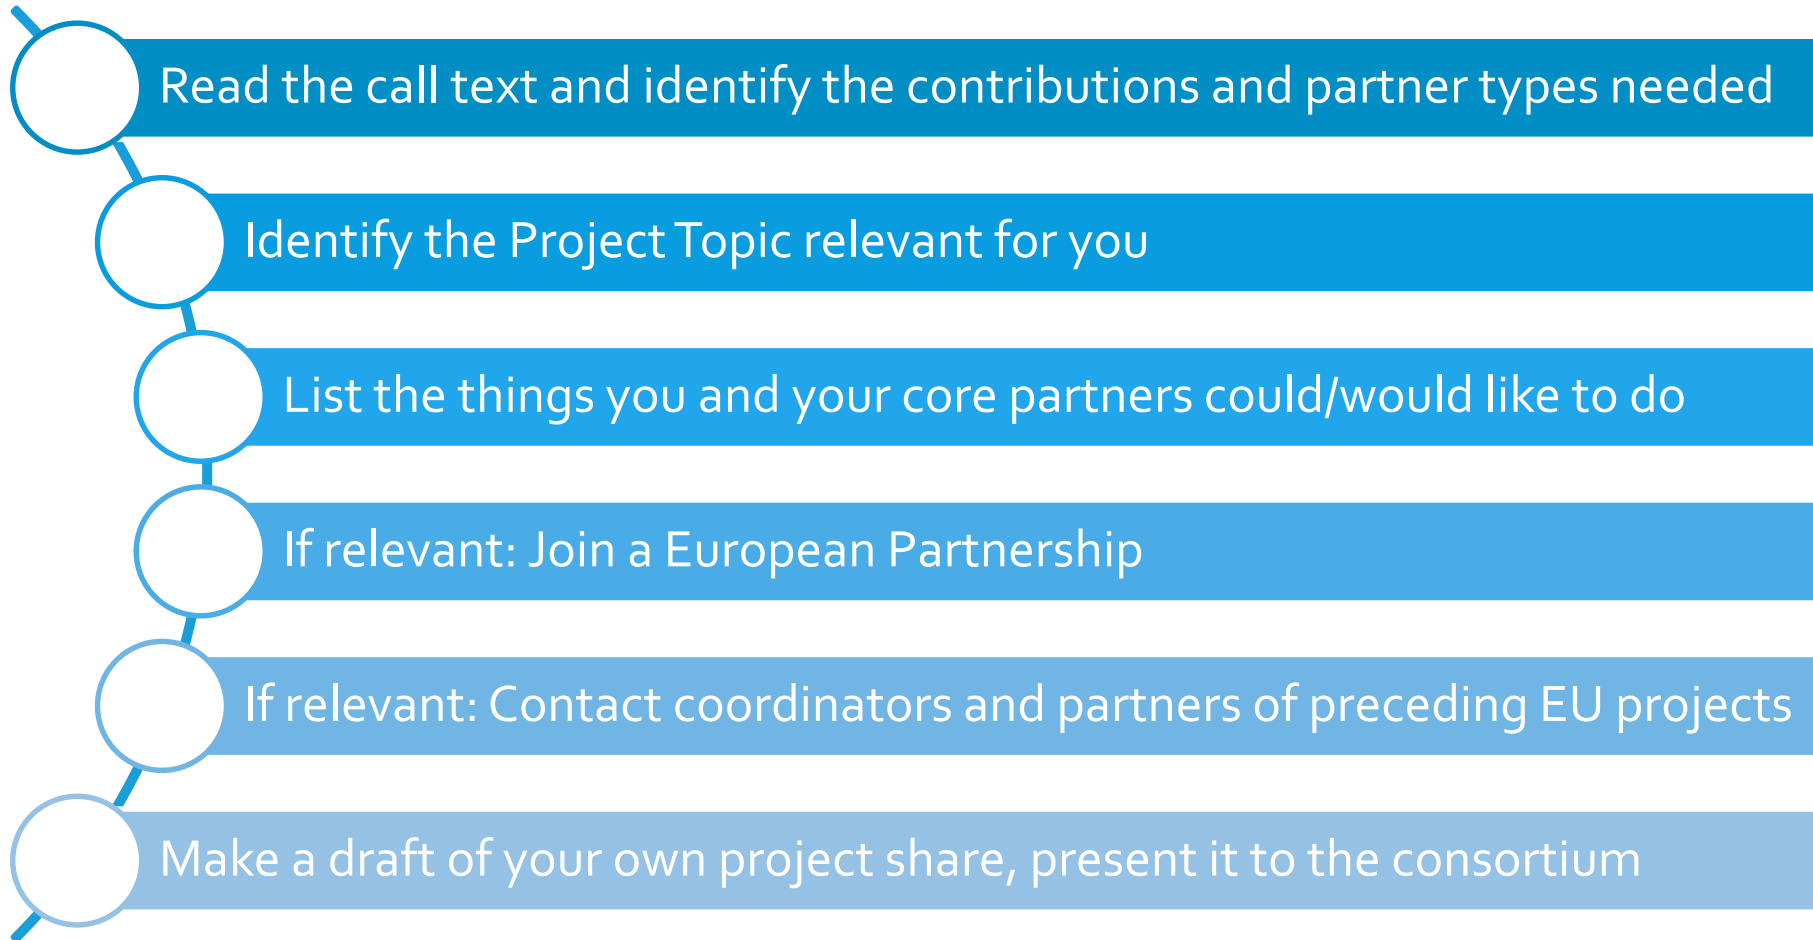 Read the call text and identify the contributions and partner types needed
Identify the Project Topic relevant for you
List the things you and your core partners could/would like to do
If relevant: Join a European Partnership
If relevant: Contact coordinators and partners of preceding EU projects
Make a draft of your own project share, present it to the consortium